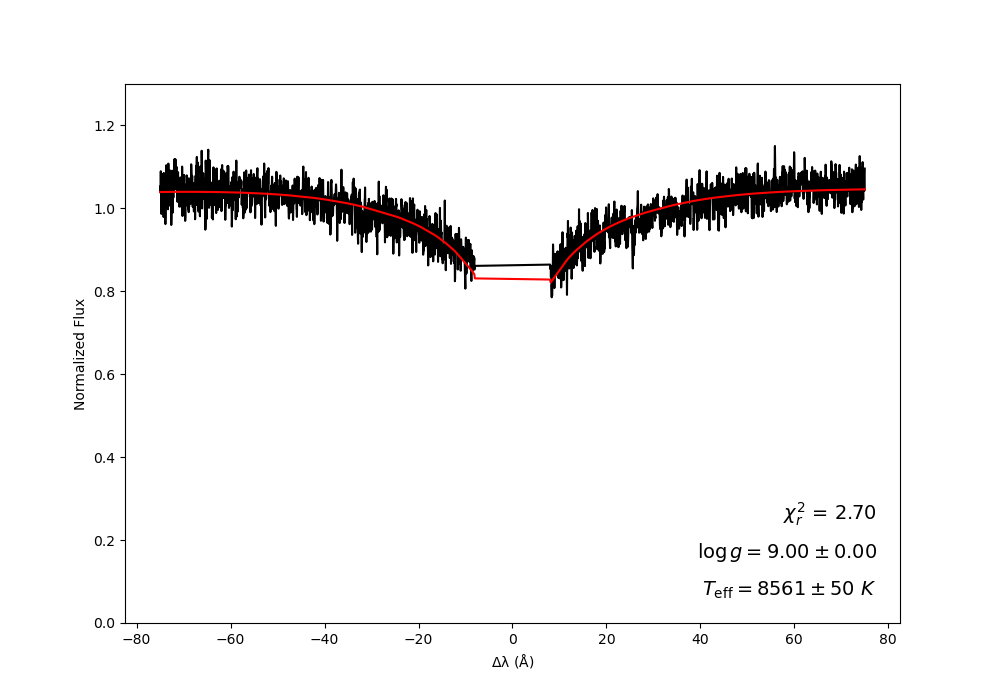 1.2
1.0
0.8
0.6
0.4
0.2
0.0
Normalized Flux
χ²ᵣ = 2.70
log g = 9.00 ± 0.00
T_eff = 8561 ± 50 K
−80 −60 −40 −20 0 20 40 60 80
Δλ (Å)